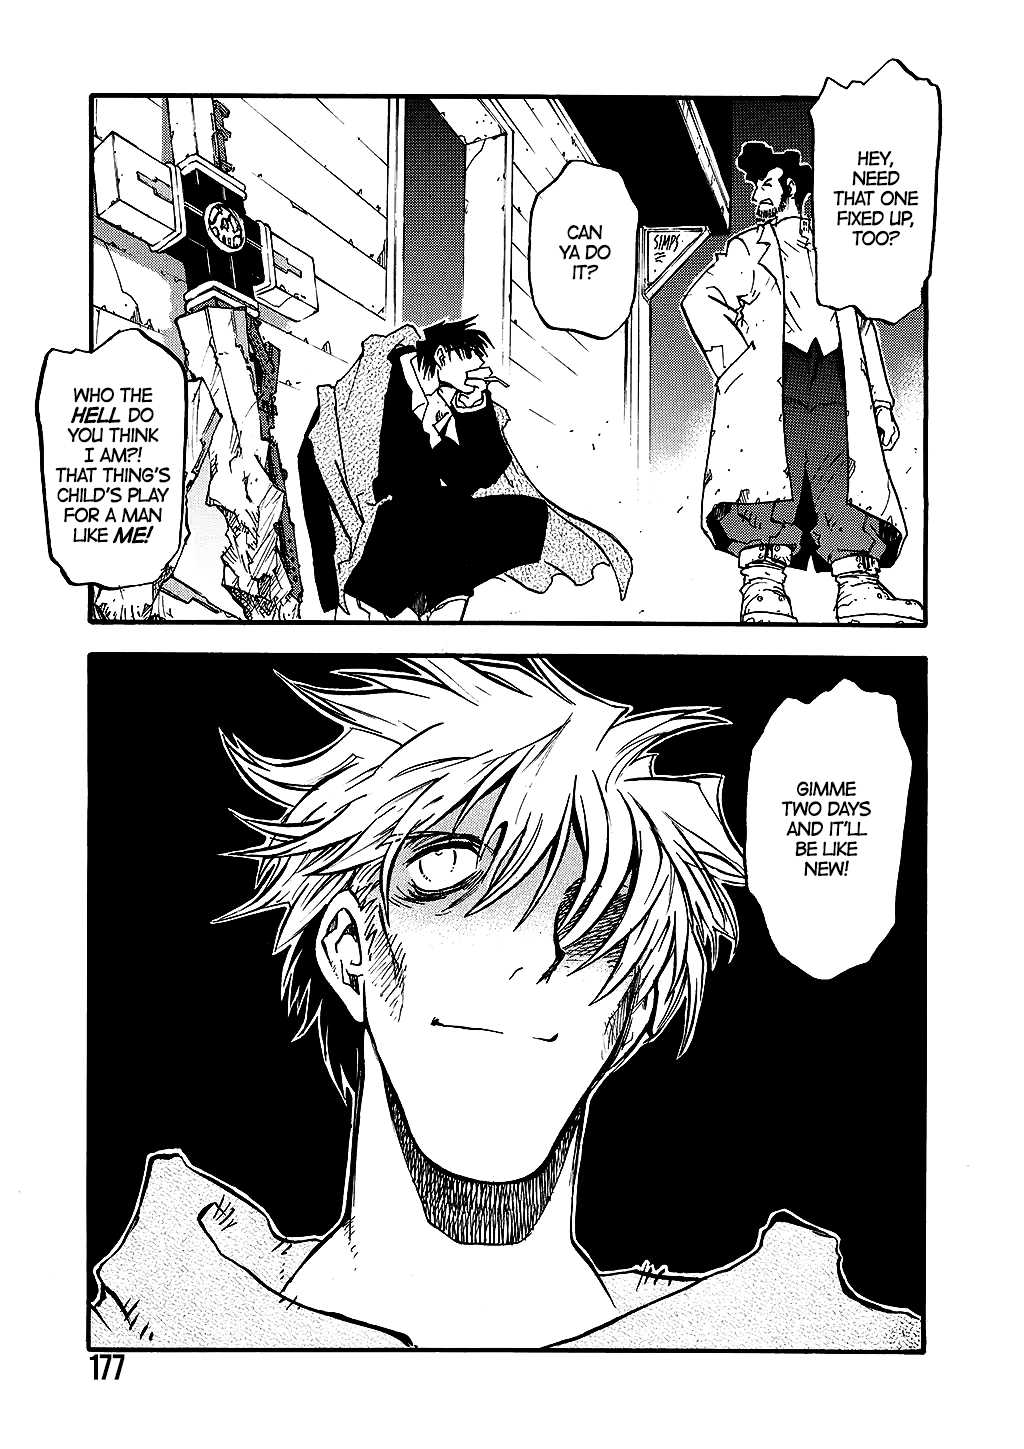 HEY,
NEED
THAT ONE
FIXED UP,
TOO?
CAN
YA DO
IT?
SIMPS
WHO THE
HELL DO
YOU THINK
I AM?!
THAT THING'S
CHILD'S PLAY
FOR A MAN
LIKE ME!
GIMME
TWO DAYS
AND IT'LL
BE LIKE
NEW!
177